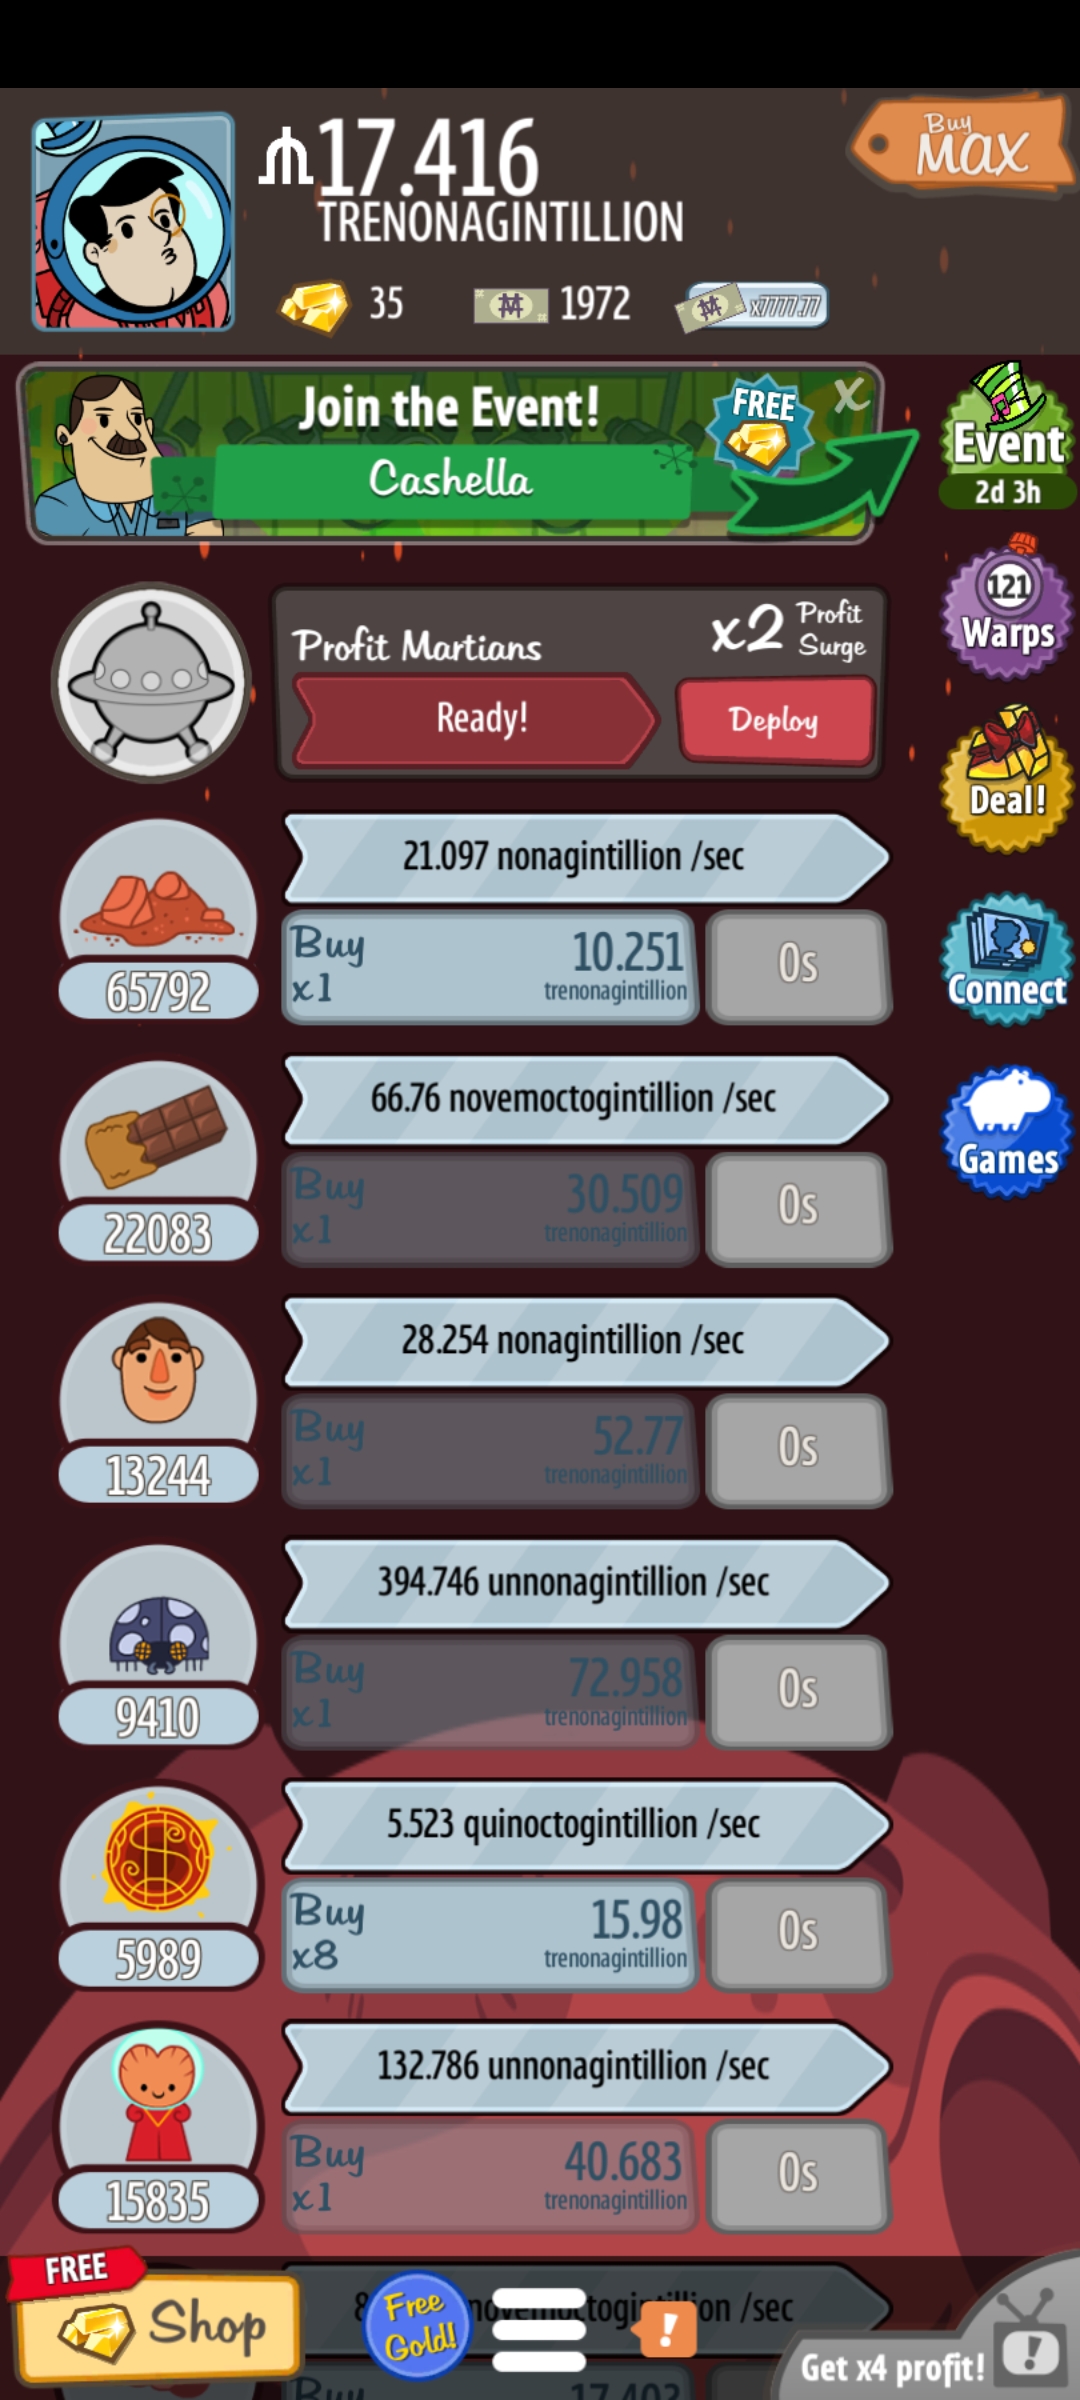 17.416
TRENONAGINTILLION
Buy
MAX
35
1972
x7777.77
Join the Event!
Cashella
FREE
X
Event
2d 3h
Profit Martians
x2 Profit Surge
Ready!
Deploy
121
Warps
Deal!
21.097 nonagintillion /sec
Buy
x1
10.251
trenonagintillion
0s
65792
Connect
66.76 novemoctogintillion /sec
Buy
x1
30.509
trenonagintillion
0s
22083
Games
28.254 nonagintillion /sec
Buy
x1
52.77
trenonagintillion
0s
13244
394.746 unnonagintillion /sec
Buy
x1
72.958
trenonagintillion
0s
9410
5.523 quinoctogintillion /sec
Buy
x8
15.98
trenonagintillion
0s
5989
132.786 unnonagintillion /sec
Buy
x1
40.683
trenonagintillion
0s
15835
FREE
Shop
Free
Gold!
/sec
!
Get x4 profit!
!
Buy